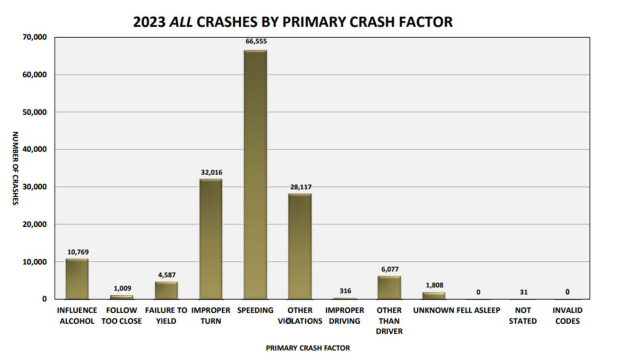 2023 ALL CRASHES BY PRIMARY CRASH FACTOR
70,000
60,000
50,000
40,000
30,000
20,000
10,000
0
NUMBER OF CRASHES
10,769
1,009
4,587
32,016
66,555
28,117
316
6,077
1,808
0
31
0
INFLUENCE ALCOHOL
FOLLOW TOO CLOSE
FAILURE TO YIELD
IMPROPER TURN
SPEEDING
OTHER VIOLATIONS
IMPROPER DRIVING
OTHER THAN DRIVER
UNKNOWN
FELL ASLEEP
NOT STATED
INVALID CODES
PRIMARY CRASH FACTOR